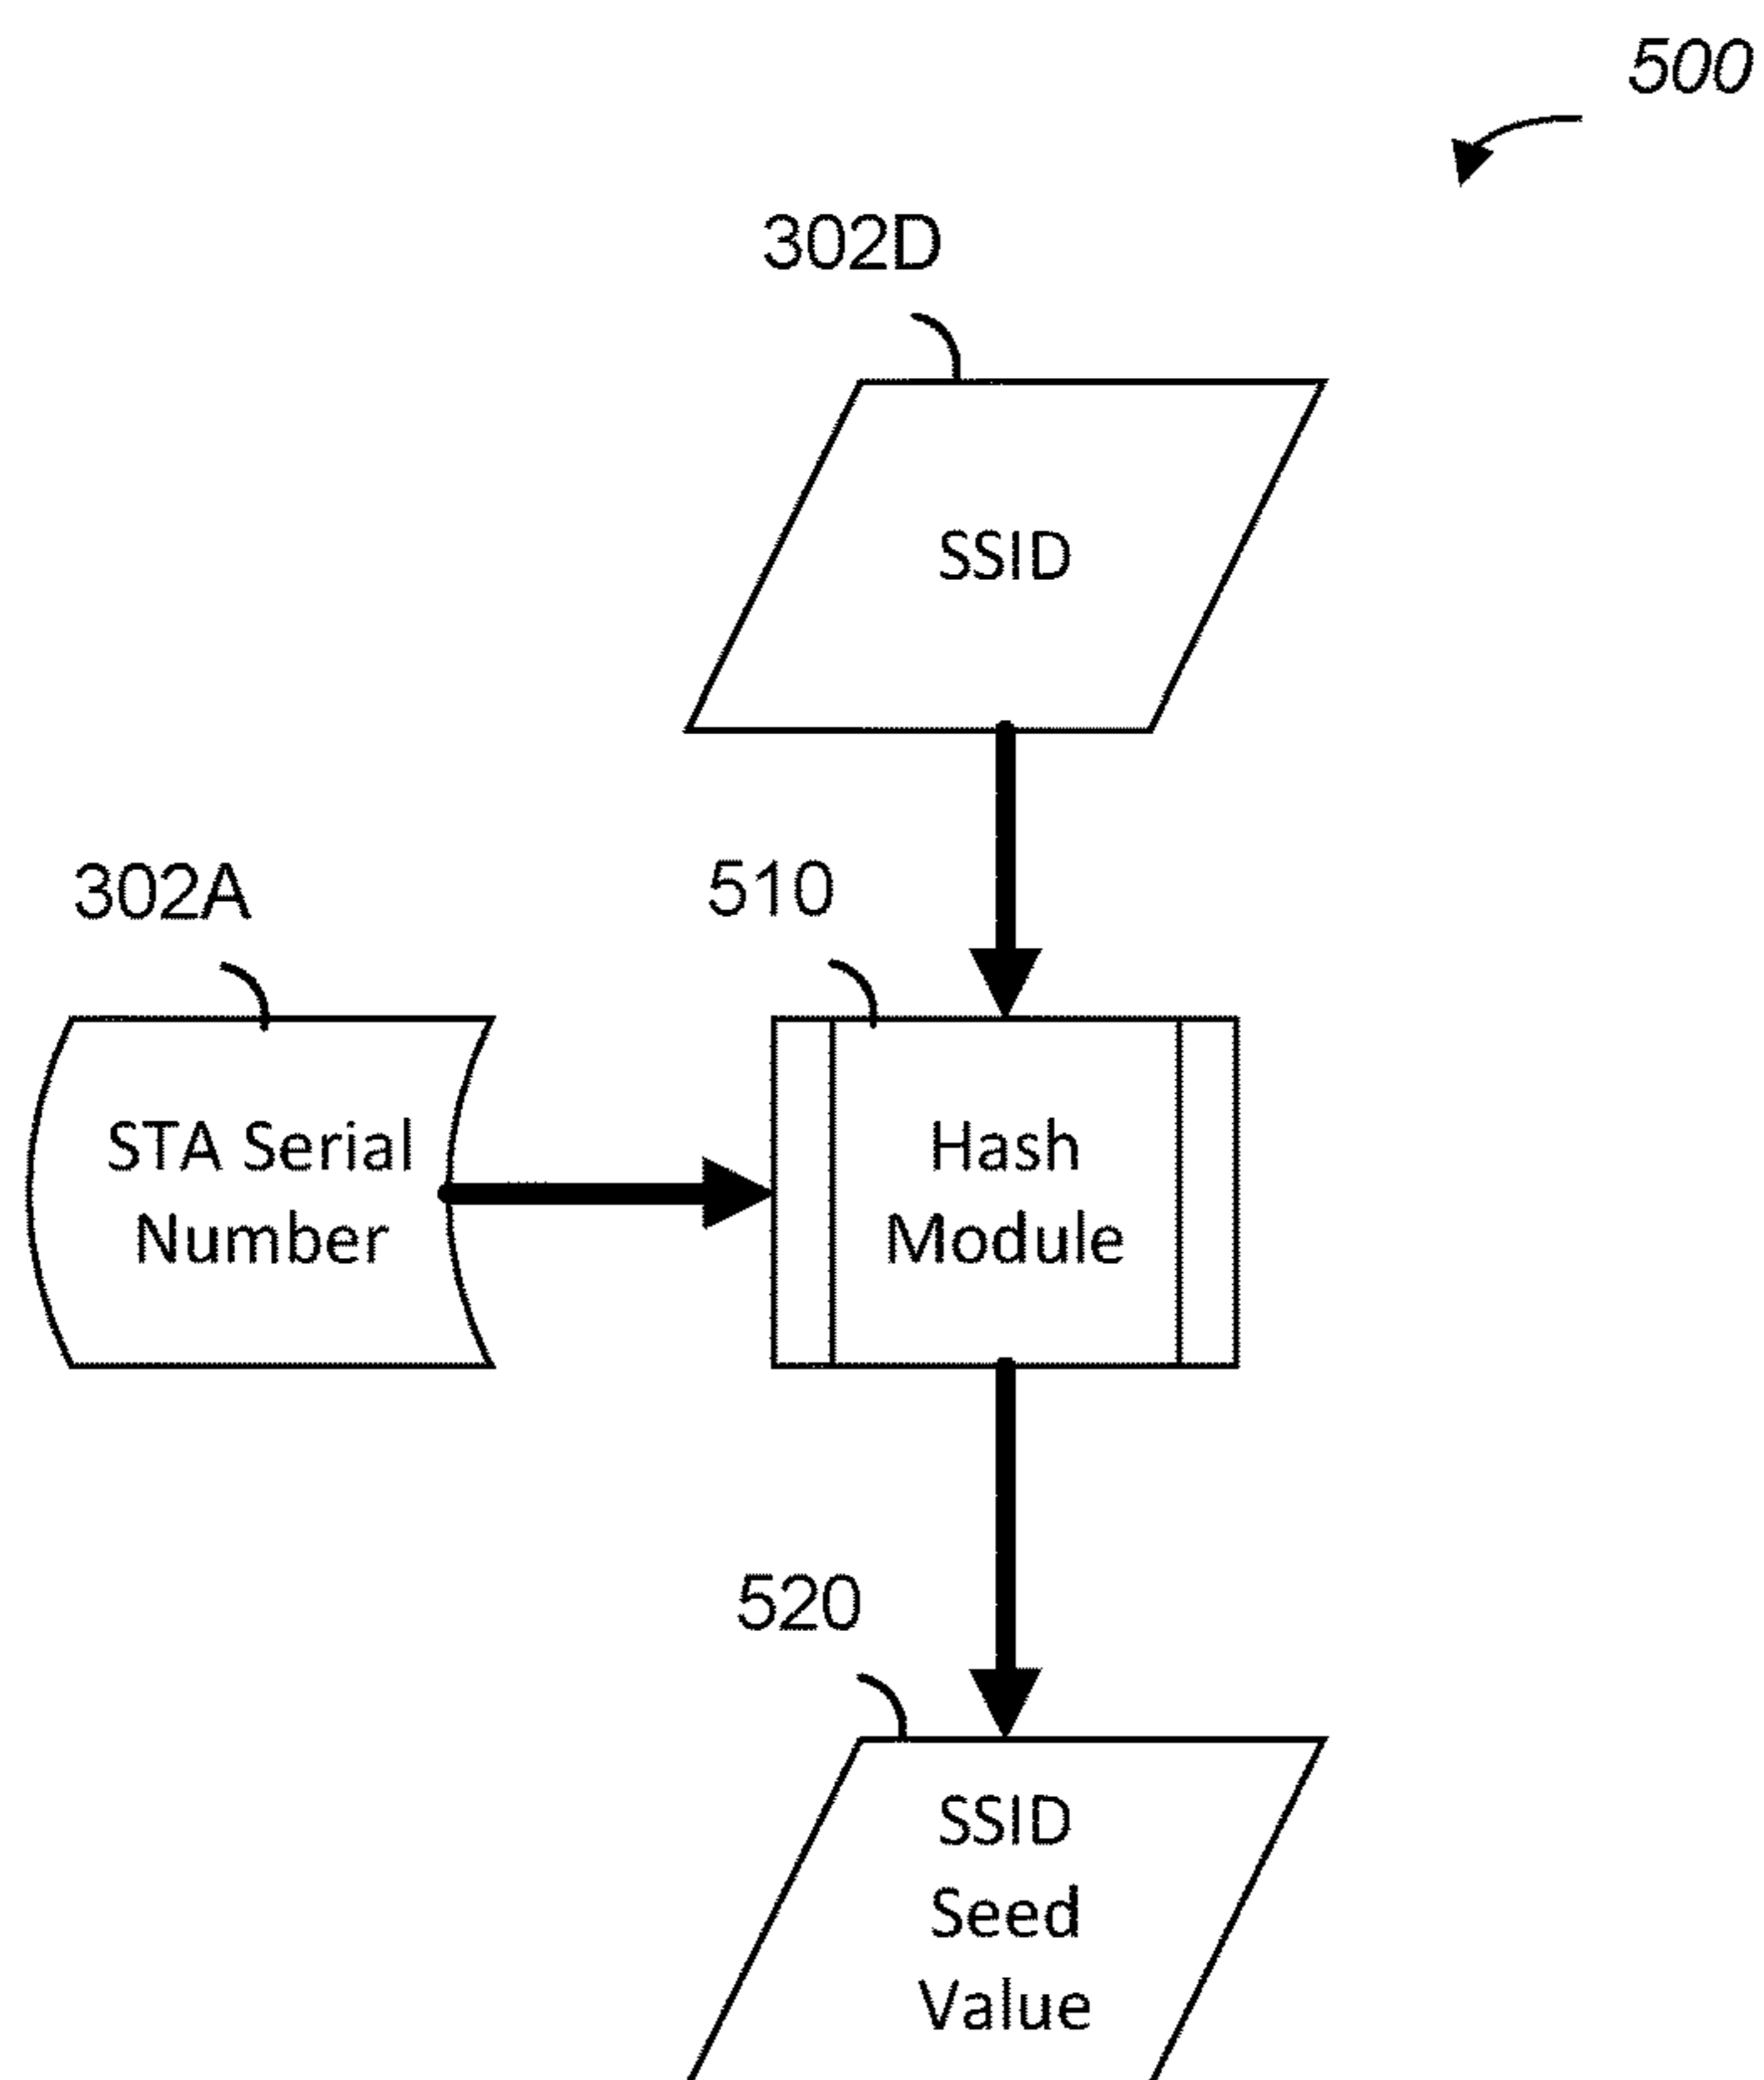 500
302D
SSID
302A
510
STA Serial
Number
Hash
Module
520
SSID
Seed
Value